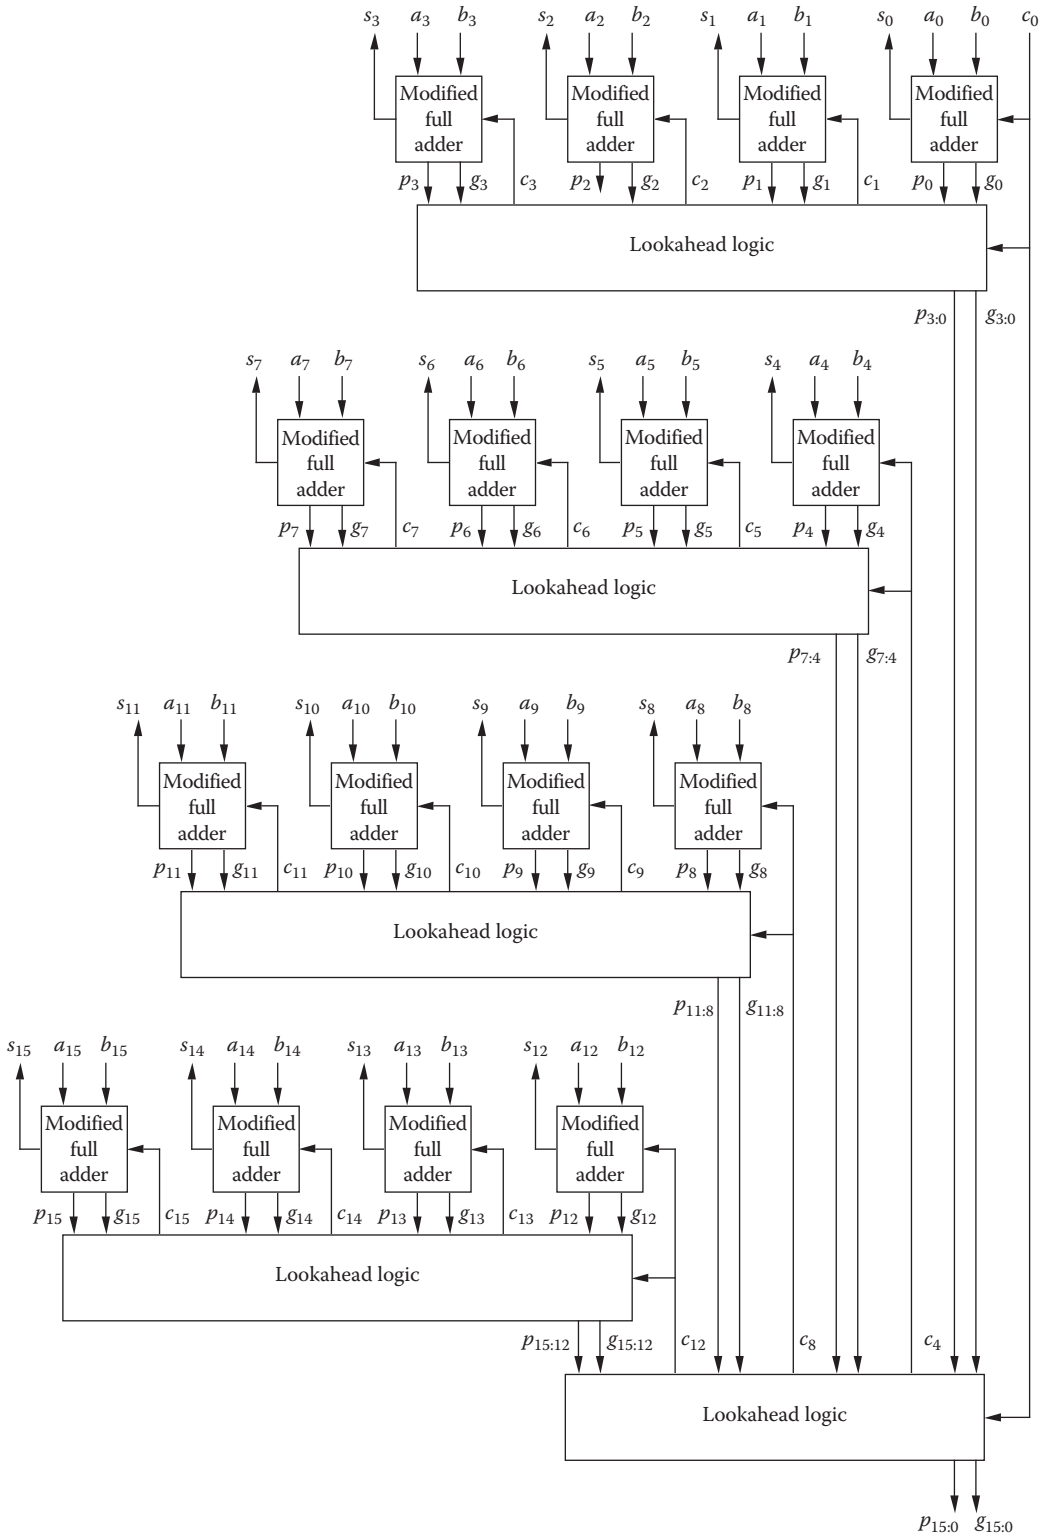 s3 a3 b3 s2 a2 b2 s1 a1 b1 s0 a0 b0 c0
Modified full adder Modified full adder Modified full adder Modified full adder
p3 g3 c3 p2 g2 c2 p1 g1 c1 p0 g0
Lookahead logic
p3:0 g3:0
s7 a7 b7 s6 a6 b6 s5 a5 b5 s4 a4 b4
Modified full adder Modified full adder Modified full adder Modified full adder
p7 g7 c7 p6 g6 c6 p5 g5 c5 p4 g4
Lookahead logic
p7:4 g7:4
s11 a11 b11 s10 a10 b10 s9 a9 b9 s8 a8 b8
Modified full adder Modified full adder Modified full adder Modified full adder
p11 g11 c11 p10 g10 c10 p9 g9 c9 p8 g8
Lookahead logic
p11:8 g11:8
s15 a15 b15 s14 a14 b14 s13 a13 b13 s12 a12 b12
Modified full adder Modified full adder Modified full adder Modified full adder
p15 g15 c15 p14 g14 c14 p13 g13 c13 p12 g12
Lookahead logic
p15:12 g15:12 c12 c8 c4
Lookahead logic
p15:0 g15:0